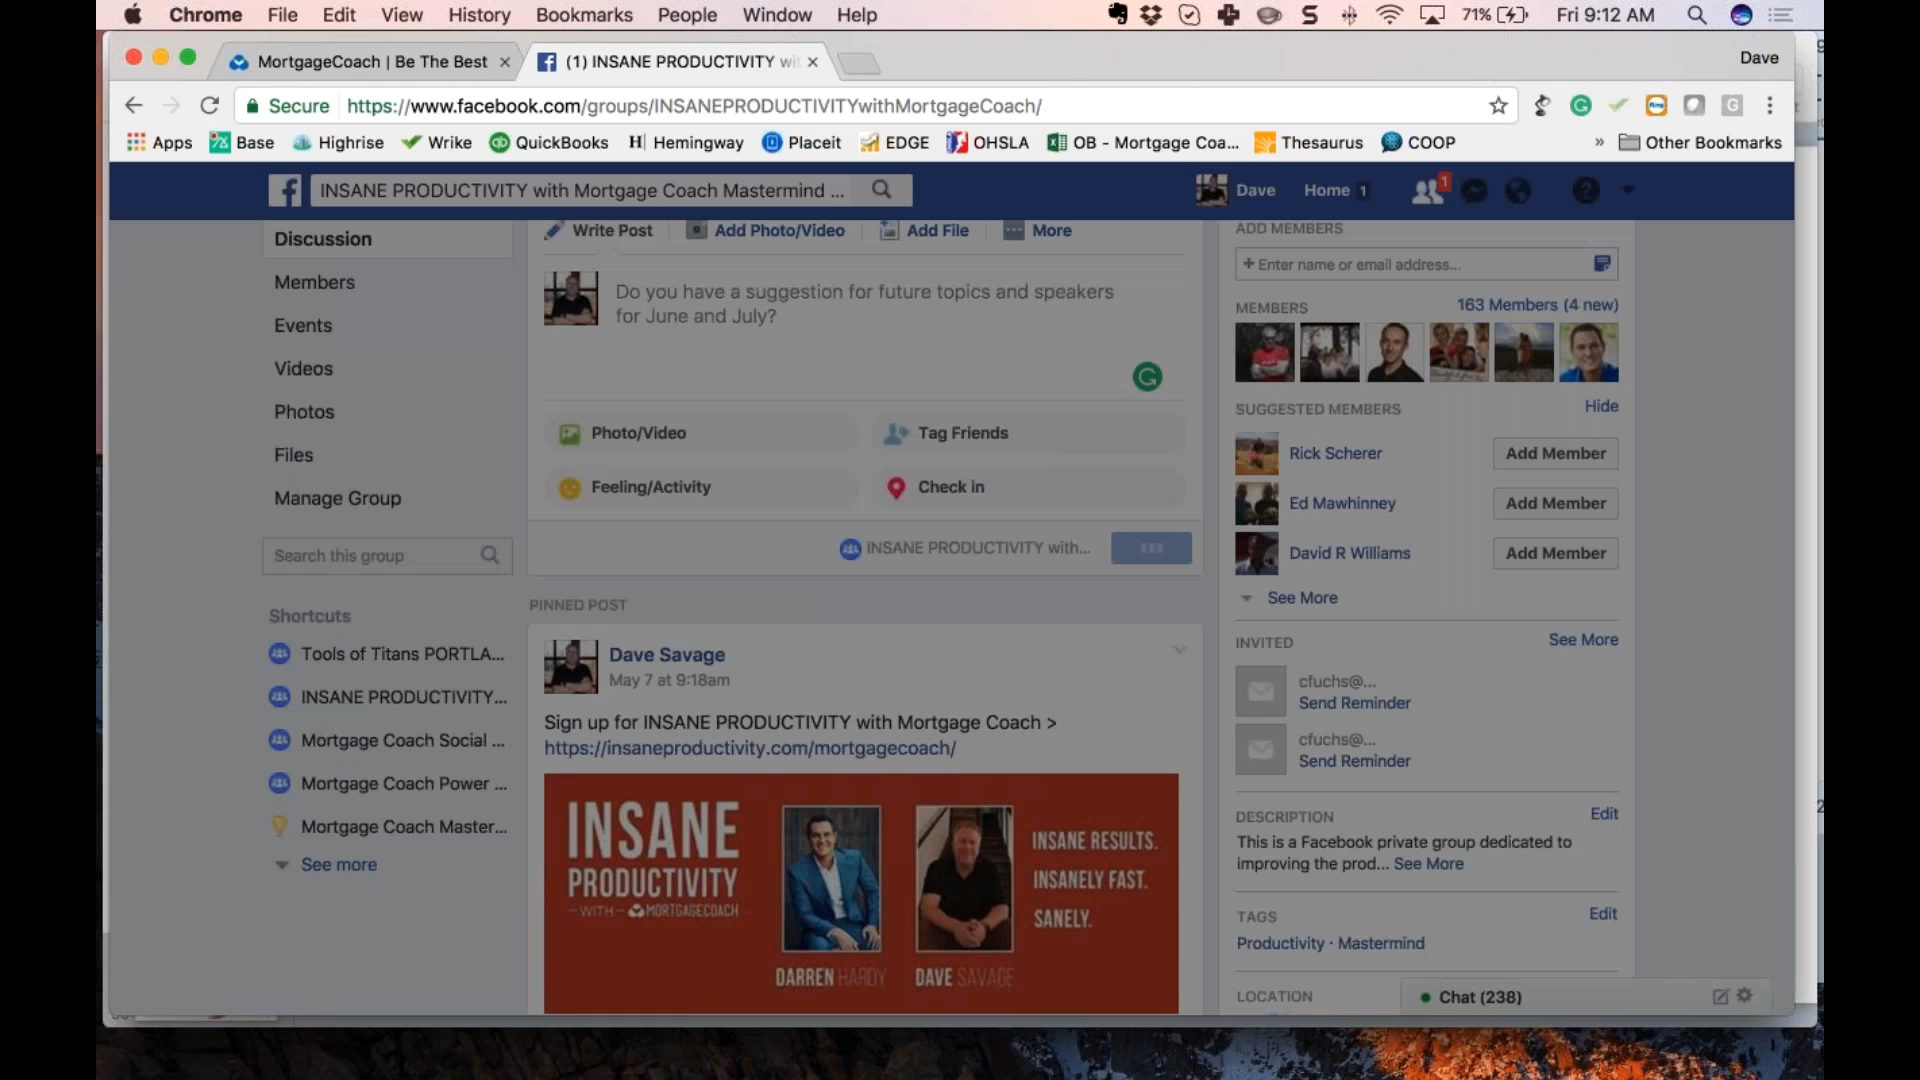 Chrome File Edit View History Bookmarks People Window Help
71% Fri 9:12 AM
MortgageCoach | Be The Best
(1) INSANE PRODUCTIVITY wit
Dave
Secure https://www.facebook.com/groups/INSANEPRODUCTIVITYwithMortgageCoach/
Apps Base Highrise Wrike QuickBooks Hemingway Placeit EDGE OHSLA OB - Mortgage Coa... Thesaurus COOP » Other Bookmarks
INSANE PRODUCTIVITY with Mortgage Coach Mastermind ...
Dave Home 1
1
Discussion
Members
Events
Videos
Photos
Files
Manage Group
Search this group
Shortcuts
Tools of Titans PORTLA...
INSANE PRODUCTIVITY...
Mortgage Coach Social ...
Mortgage Coach Power ...
Mortgage Coach Master...
See more
Write Post Add Photo/Video Add File More
Do you have a suggestion for future topics and speakers
for June and July?
Photo/Video Tag Friends
Feeling/Activity Check in
INSANE PRODUCTIVITY with...
PINNED POST
Dave Savage
May 7 at 9:18am
Sign up for INSANE PRODUCTIVITY with Mortgage Coach >
https://insaneproductivity.com/mortgagecoach/
INSANE
PRODUCTIVITY
—WITH— MORTGAGECOACH
DARREN HARDY
DAVE SAVAGE
INSANE RESULTS.
INSANELY FAST.
SANELY.
ADD MEMBERS
+ Enter name or email address...
MEMBERS 163 Members (4 new)
SUGGESTED MEMBERS Hide
Rick Scherer Add Member
Ed Mawhinney Add Member
David R Williams Add Member
See More
INVITED See More
cfuchs@...
Send Reminder
cfuchs@...
Send Reminder
DESCRIPTION Edit
This is a Facebook private group dedicated to
improving the prod... See More
TAGS Edit
Productivity · Mastermind
LOCATION
Chat (238)